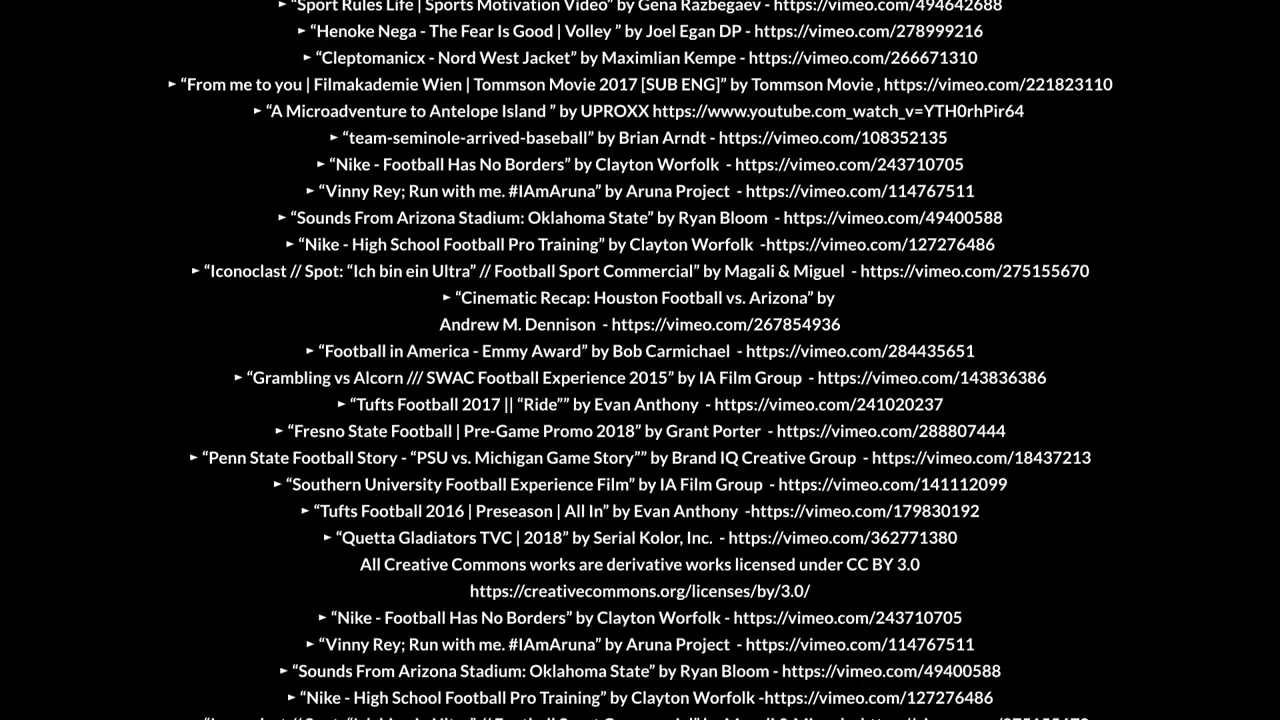 ► “Sport Rules Life | Sports Motivation Video” by Gena Razbegaev - https://vimeo.com/494642688
► “Henoke Nega - The Fear Is Good | Volley ” by Joel Egan DP - https://vimeo.com/278999216
► “Cleptomanicx - Nord West Jacket” by Maximlian Kempe - https://vimeo.com/266671310
► “From me to you | Filmakademie Wien | Tommson Movie 2017 [SUB ENG]” by Tommson Movie , https://vimeo.com/221823110
► “A Microadventure to Antelope Island ” by UPROXX https://www.youtube.com_watch_v=YTH0rhPir64
► “team-seminole-arrived-baseball” by Brian Arndt - https://vimeo.com/108352135
► “Nike - Football Has No Borders” by Clayton Worfolk  - https://vimeo.com/243710705
► “Vinny Rey; Run with me. #IAmAruna” by Aruna Project  - https://vimeo.com/114767511
► “Sounds From Arizona Stadium: Oklahoma State” by Ryan Bloom  - https://vimeo.com/49400588
► “Nike - High School Football Pro Training” by Clayton Worfolk  -https://vimeo.com/127276486
► “Iconoclast // Spot: “Ich bin ein Ultra” // Football Sport Commercial” by Magali & Miguel  - https://vimeo.com/275155670
► “Cinematic Recap: Houston Football vs. Arizona” by
Andrew M. Dennison  - https://vimeo.com/267854936
► “Football in America - Emmy Award” by Bob Carmichael  - https://vimeo.com/284435651
► “Grambling vs Alcorn /// SWAC Football Experience 2015” by IA Film Group  - https://vimeo.com/143836386
► “Tufts Football 2017 || “Ride”” by Evan Anthony  - https://vimeo.com/241020237
► “Fresno State Football | Pre-Game Promo 2018” by Grant Porter  - https://vimeo.com/288807444
► “Penn State Football Story - “PSU vs. Michigan Game Story”” by Brand IQ Creative Group  - https://vimeo.com/18437213
► “Southern University Football Experience Film” by IA Film Group  - https://vimeo.com/141112099
► “Tufts Football 2016 | Preseason | All In” by Evan Anthony  -https://vimeo.com/179830192
► “Quetta Gladiators TVC | 2018” by Serial Kolor, Inc.  - https://vimeo.com/362771380
All Creative Commons works are derivative works licensed under CC BY 3.0
https://creativecommons.org/licenses/by/3.0/
► “Nike - Football Has No Borders” by Clayton Worfolk - https://vimeo.com/243710705
► “Vinny Rey; Run with me. #IAmAruna” by Aruna Project  - https://vimeo.com/114767511
► “Sounds From Arizona Stadium: Oklahoma State” by Ryan Bloom - https://vimeo.com/49400588
► “Nike - High School Football Pro Training” by Clayton Worfolk -https://vimeo.com/127276486